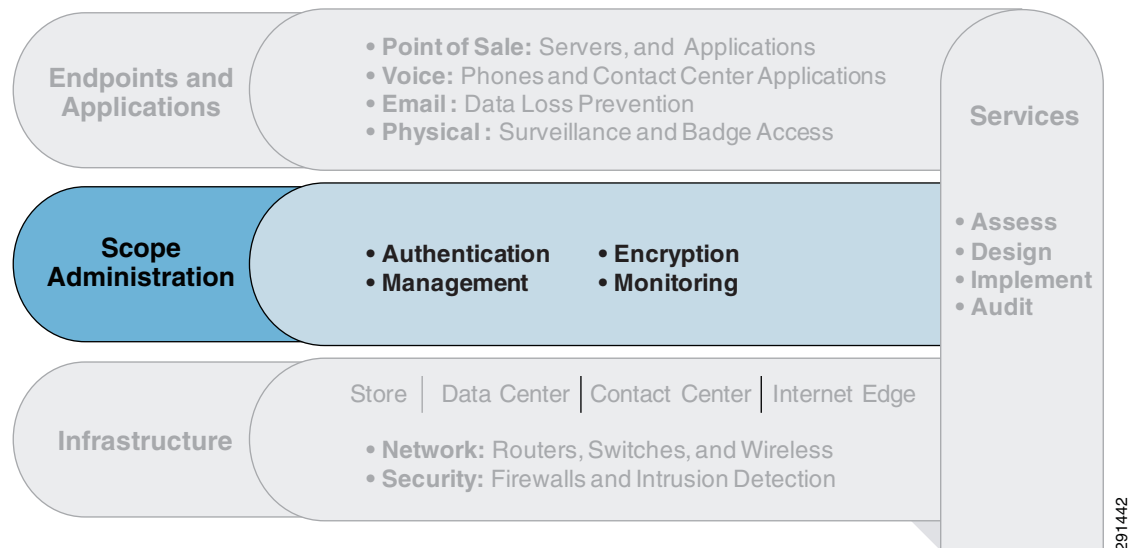 Endpoints and
Applications
• Point of Sale: Servers, and Applications
• Voice: Phones and Contact Center Applications
• Email : Data Loss Prevention
• Physical : Surveillance and Badge Access
Services
• Assess
• Design
• Implement
• Audit
Scope
Administration
• Authentication
• Management
• Encryption
• Monitoring
Infrastructure
Store | Data Center | Contact Center | Internet Edge
• Network: Routers, Switches, and Wireless
• Security: Firewalls and Intrusion Detection
291442